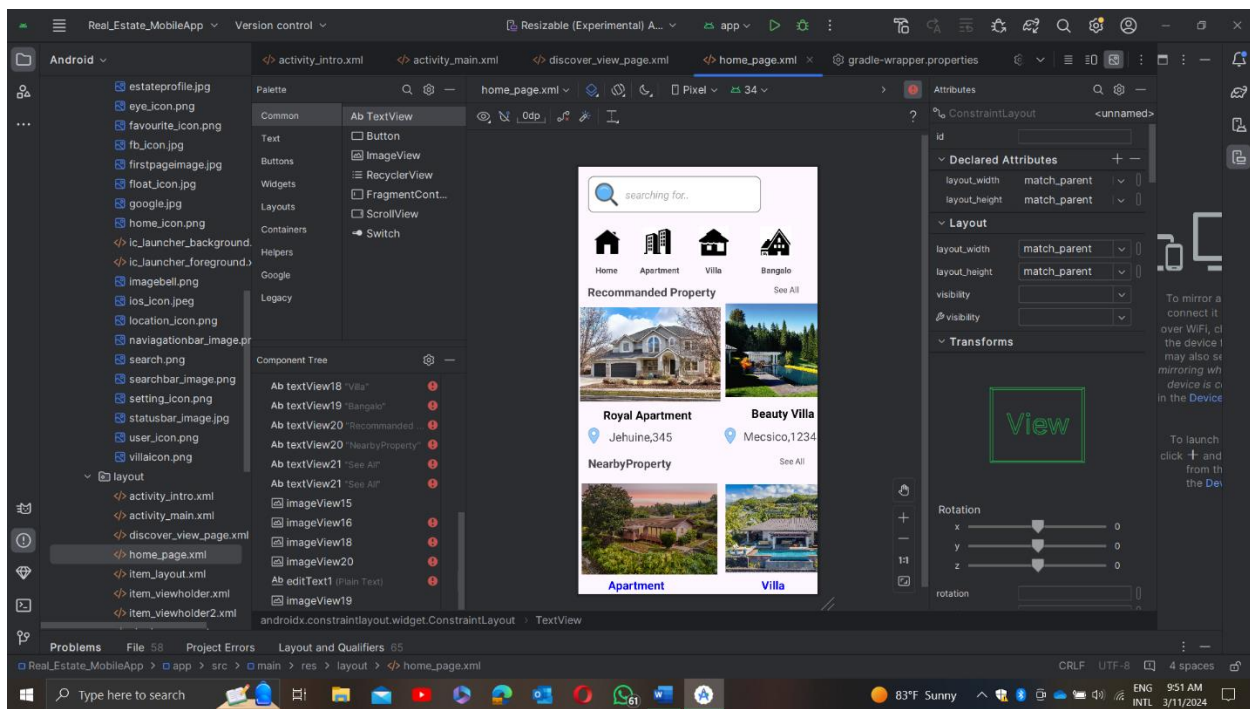 Real_Estate_MobileApp
Version control
Resizable (Experimental) A...
app
Android
activity_intro.xml
activity_main.xml
discover_view_page.xml
home_page.xml
gradle-wrapper.properties
estateprofile.jpg
eye_icon.png
favourite_icon.png
fb_icon.jpg
firstpageimage.jpg
float_icon.jpg
google.jpg
home_icon.png
ic_launcher_background.
ic_launcher_foreground.x
imagebell.png
ios_icon.jpeg
location_icon.png
naviagationbar_image.pr
search.png
searchbar_image.png
setting_icon.png
statusbar_image.jpg
user_icon.png
villaicon.png
layout
activity_intro.xml
activity_main.xml
discover_view_page.xml
home_page.xml
item_layout.xml
item_viewholder.xml
item_viewholder2.xml
Palette
Common
Text
Buttons
Widgets
Layouts
Containers
Helpers
Google
Legacy
Ab TextView
Button
ImageView
RecyclerView
FragmentCont...
ScrollView
Switch
Component Tree
Ab textView18 "Villa"
Ab textView19 "Bangalo"
Ab textView20 "Recommanded ...
Ab textView20 "NearbyProperty"
Ab textView21 "See All"
Ab textView21 "See All"
imageView15
imageView16
imageView18
imageView20
Ab editText1 (Plain Text)
imageView19
home_page.xml
Pixel
34
0dp
?
searching for..
Home Apartment Villa Bangalo
Recommanded Property See All
Royal Apartment Beauty Villa
Jehuine,345 Mecsico,1234
NearbyProperty See All
Apartment Villa
1:1
androidx.constraintlayout.widget.ConstraintLayout > TextView
Attributes
ConstraintLayout <unnamed>
id
Declared Attributes
layout_width match_parent
layout_height match_parent
Layout
layout_width match_parent
layout_height match_parent
visibility
visibility
Transforms
View
Rotation
x 0
y 0
z 0
rotation
To mirror a
connect it
over WiFi, cl
the device f
may also se
mirroring wh
device is c
in the Device
To launch
click + and
from th
the Dev
Problems File 58 Project Errors Layout and Qualifiers 65
Real_Estate_MobileApp > app > src > main > res > layout > home_page.xml
CRLF UTF-8 4 spaces
Type here to search
61
83°F Sunny
ENG
INTL
9:51 AM
3/11/2024